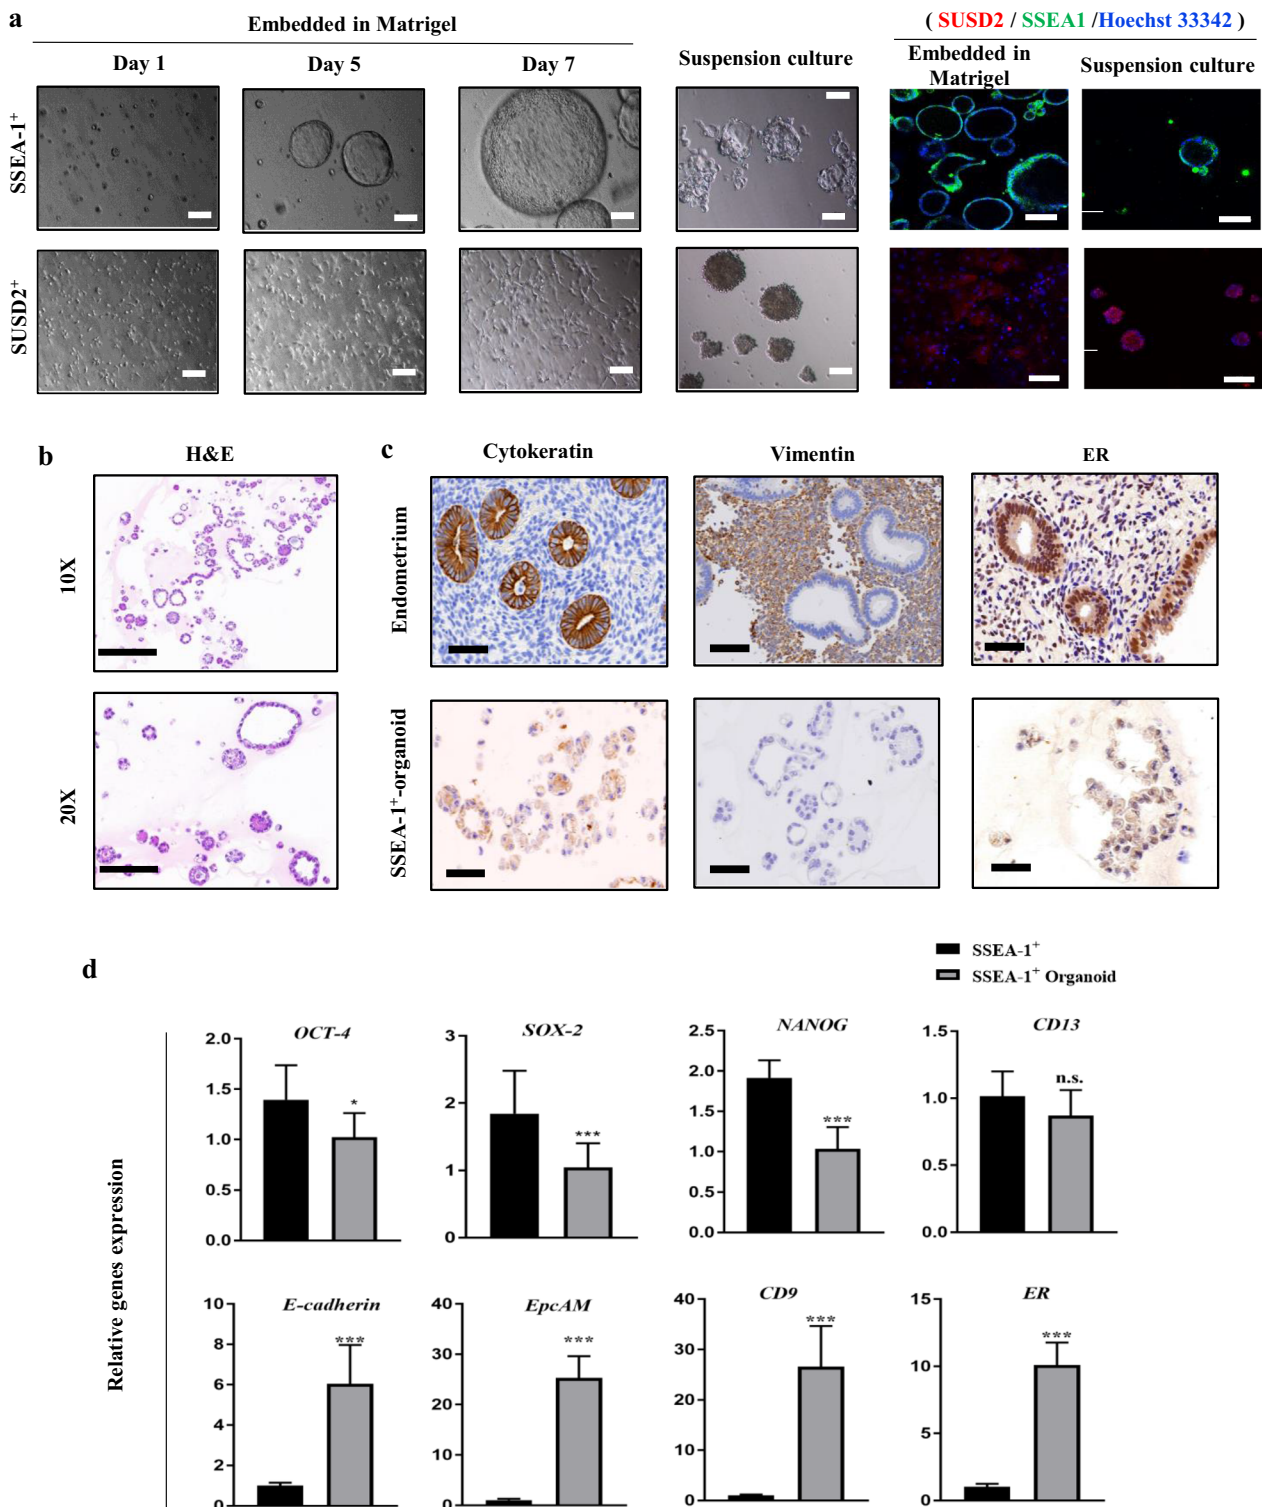 a
Embedded in Matrigel
Day 1
Day 5
Day 7
Suspension culture
( SUSD2 / SSEA1 /Hoechst 33342 )
Embedded in
Matrigel
Suspension culture
SSEA-1+
SUSD2+
b
H&E
10X
20X
c
Cytokeratin
Vimentin
ER
Endometrium
SSEA-1+-organoid
d
SSEA-1+
SSEA-1+ Organoid
Relative genes expression
OCT-4
2.0
1.5
1.0
0.5
0.0
*
SOX-2
3
2
1
0
***
NANOG
2.5
2.0
1.5
1.0
0.5
0.0
***
CD13
1.5
1.0
0.5
0.0
n.s.
E-cadherin
10
8
6
4
2
0
***
EpcAM
40
30
20
10
0
***
CD9
40
30
20
10
0
***
ER
15
10
5
0
***